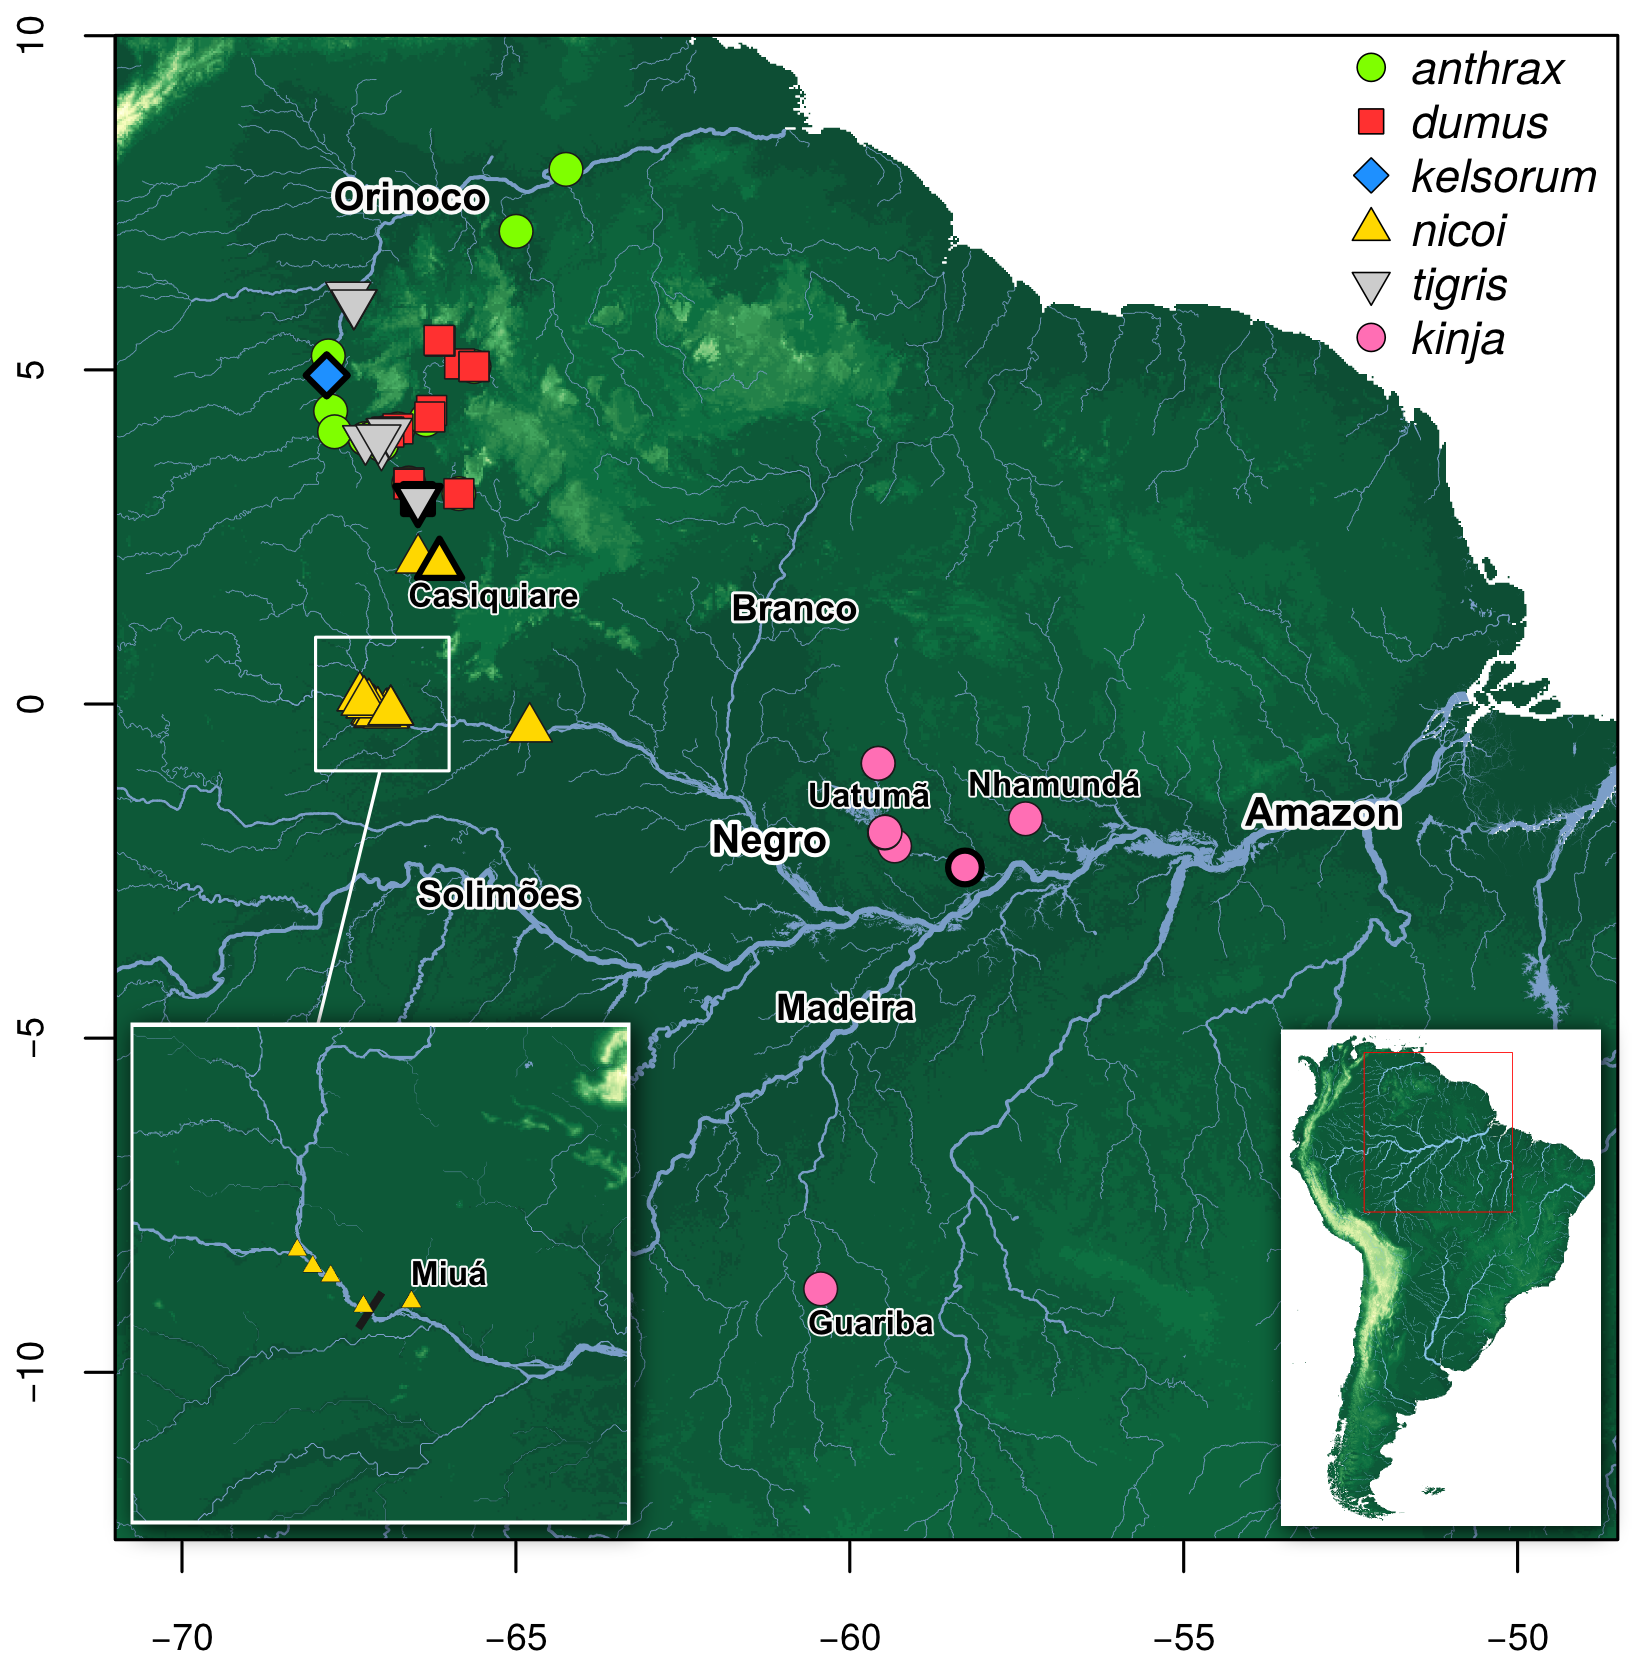 10
5
0
−5
−10
−70
−65
−60
−55
−50
anthrax
dumus
kelsorum
nicoi
tigris
kinja
Orinoco
Casiquiare
Branco
Uatumã
Nhamundá
Amazon
Negro
Solimões
Madeira
Miuá
Guariba